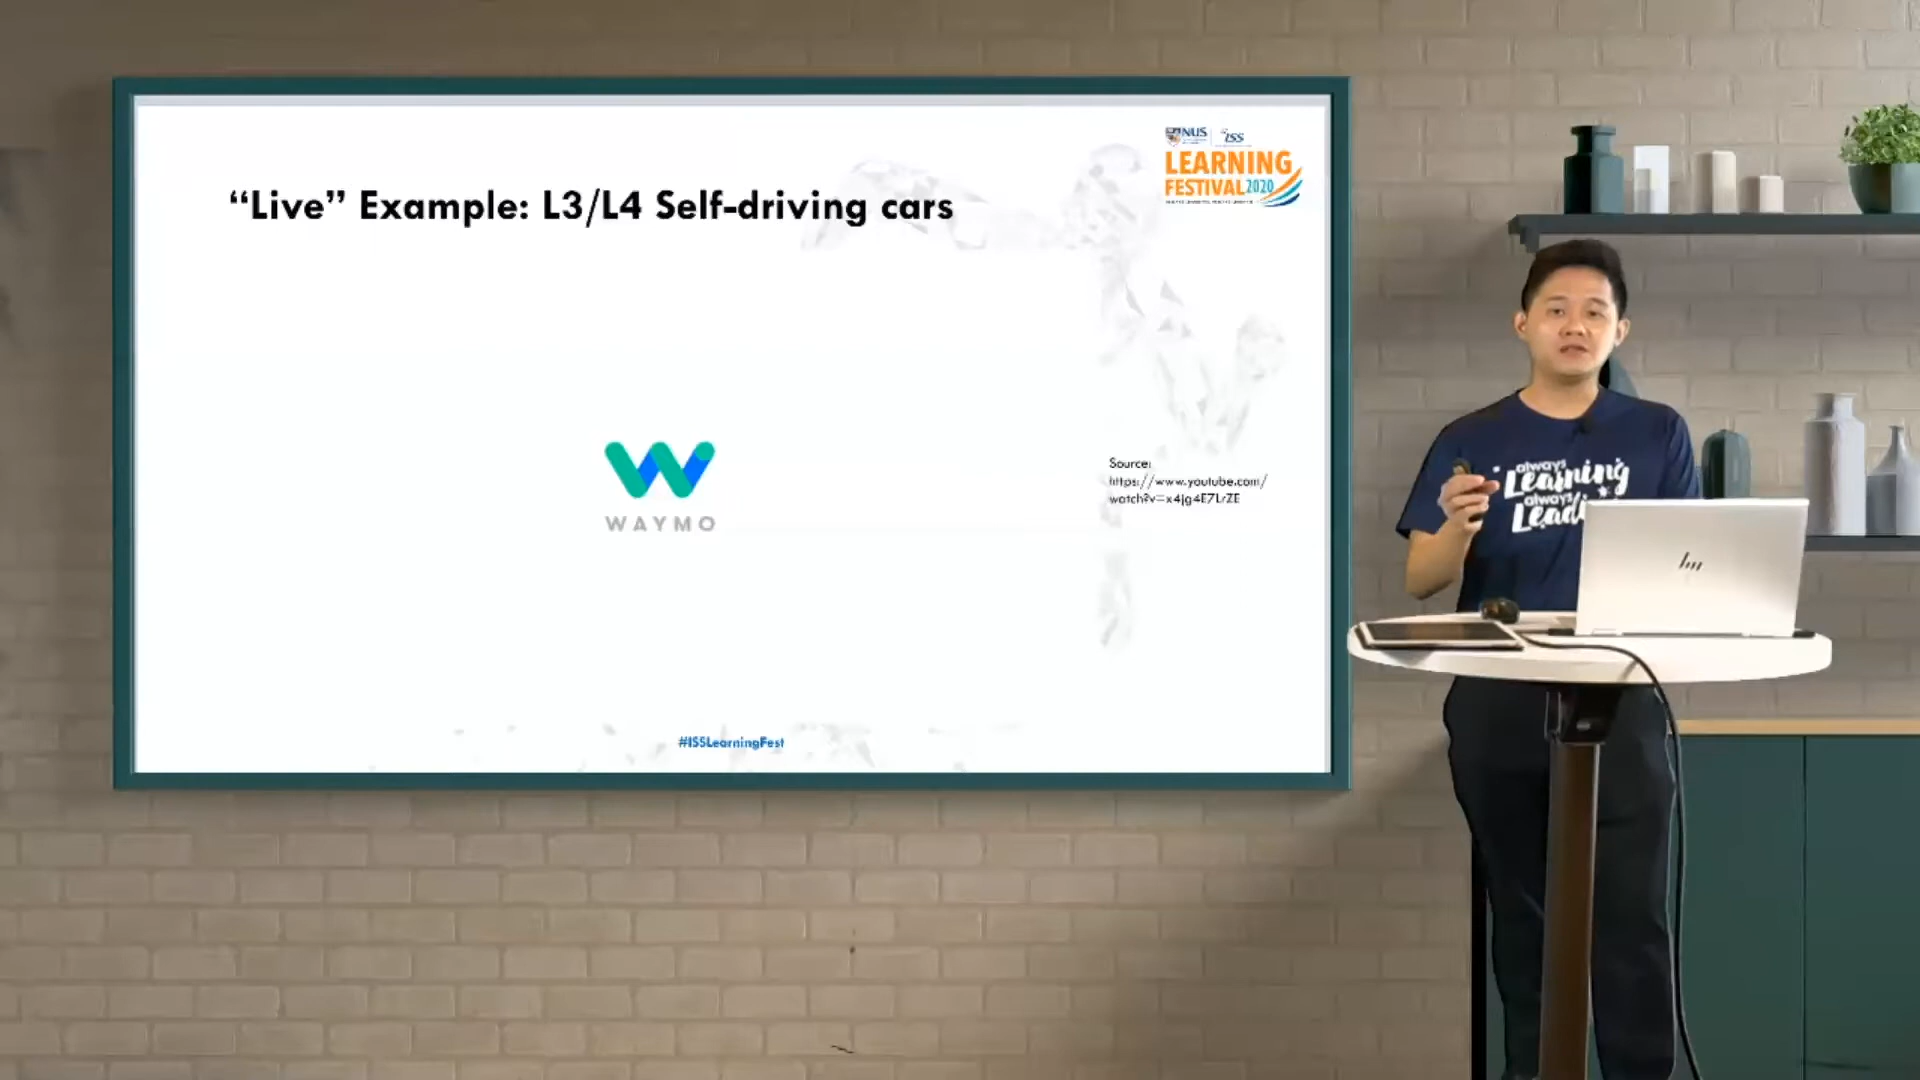 NUS
ISS
LEARNING
FESTIVAL 2020
“Live” Example: L3/L4 Self-driving cars
WAYMO
Source:
https://www.youtube.com/
watch?v=x4jg4E7LrZE
#ISSLearningFest
always
Learning
always
hp